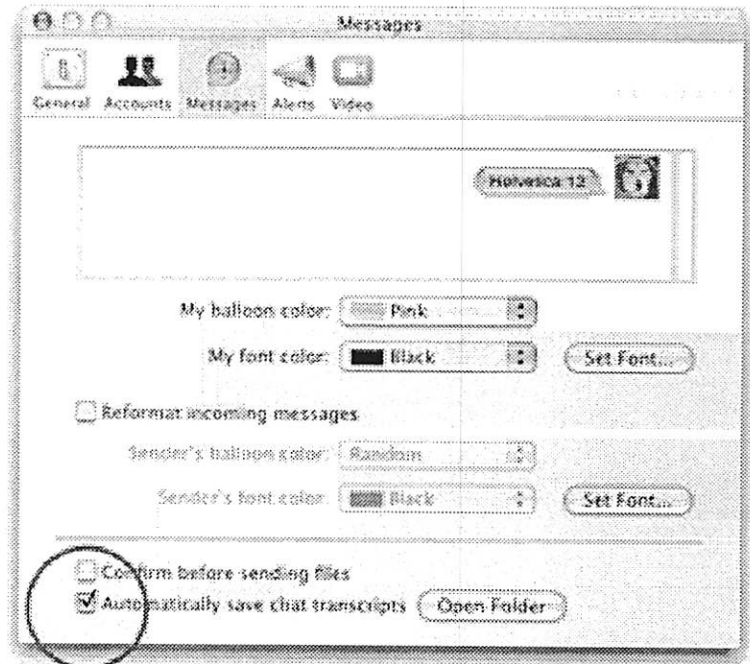 Messages
General Accounts Messages Alerts Video
Helvetica 12
My balloon color: Pink
My font color: Black Set Font...
Reformat incoming messages
Sender's balloon color: Random
Sender's font color: Black Set Font...
Confirm before sending files
Automatically save chat transcripts Open Folder